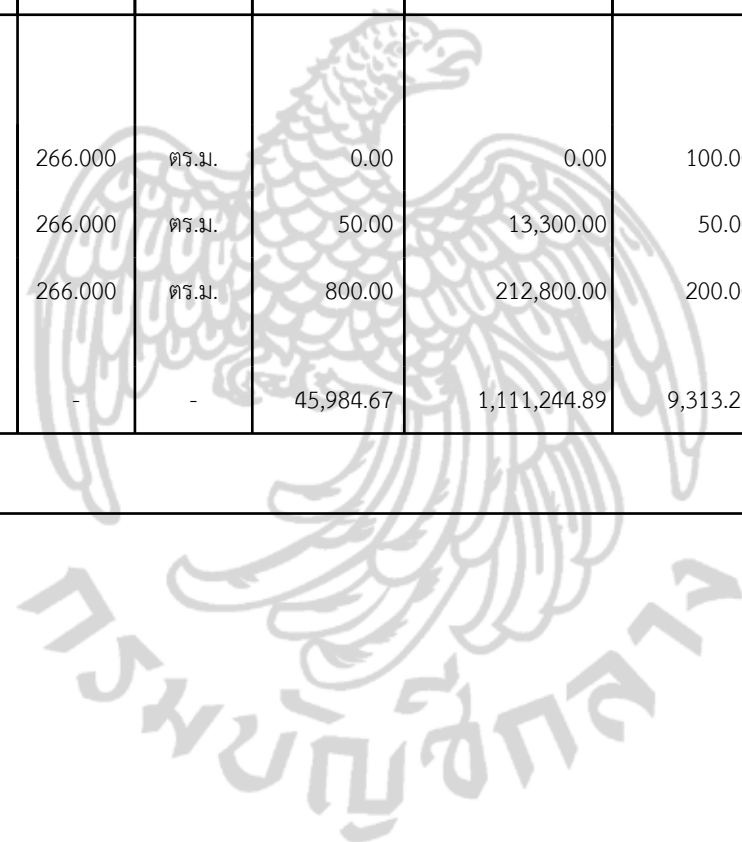 266.000 ตร.ม. 0.00 0.00 100.0
266.000 ตร.ม. 50.00 13,300.00 50.0
266.000 ตร.ม. 800.00 212,800.00 200.0
- - 45,984.67 1,111,244.89 9,313.2
กรมบัญชีกลาง